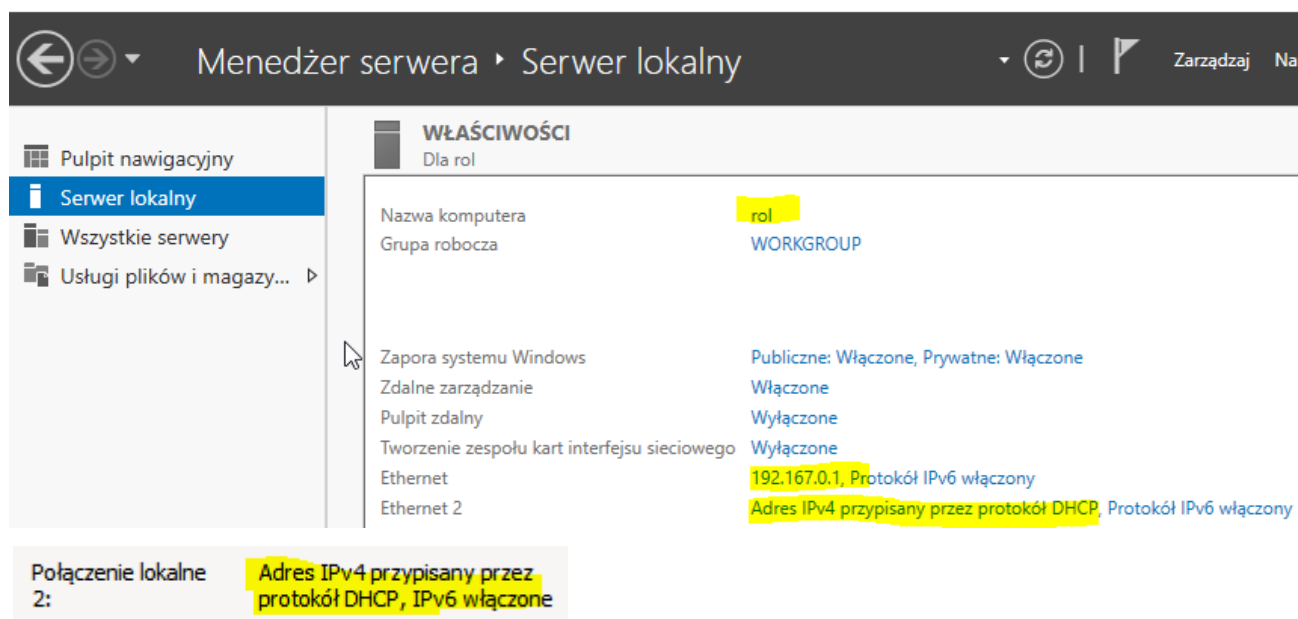 Menedżer serwera ‣ Serwer lokalny
Zarządzaj Na
Pulpit nawigacyjny
Serwer lokalny
Wszystkie serwery
Usługi plików i magazy...
WŁAŚCIWOŚCI
Dla rol
Nazwa komputera rol
Grupa robocza WORKGROUP
Zapora systemu Windows Publiczne: Włączone, Prywatne: Włączone
Zdalne zarządzanie Włączone
Pulpit zdalny Wyłączone
Tworzenie zespołu kart interfejsu sieciowego Wyłączone
Ethernet 192.167.0.1, Protokół IPv6 włączony
Ethernet 2 Adres IPv4 przypisany przez protokół DHCP, Protokół IPv6 włączony
Połączenie lokalne Adres IPv4 przypisany przez
2: protokół DHCP, IPv6 włączone